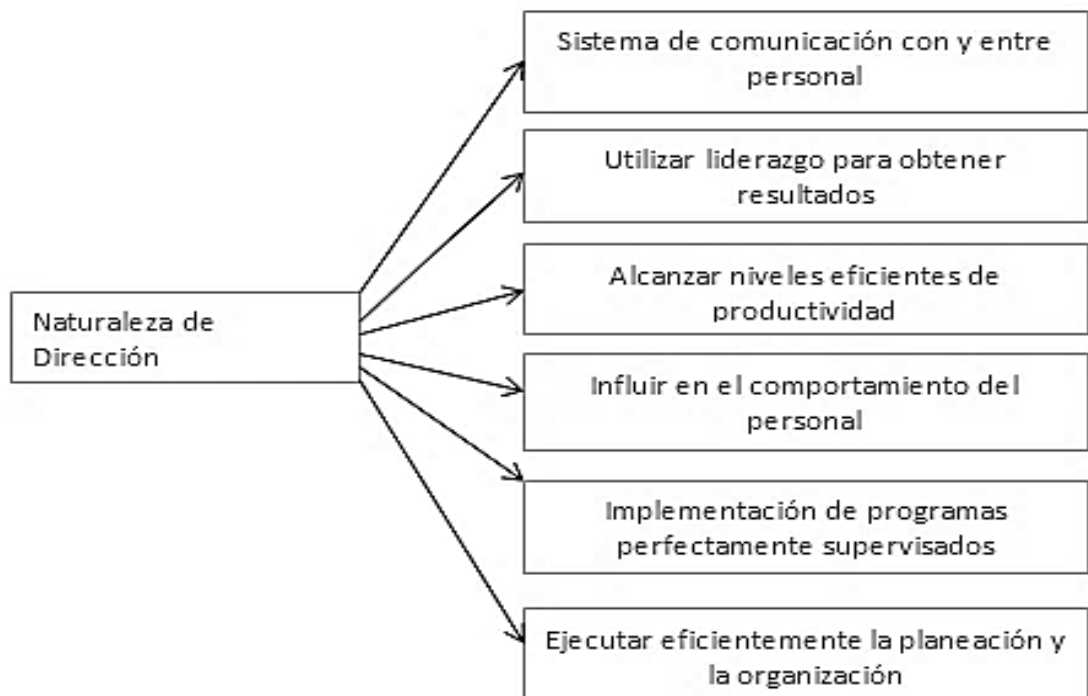 Sistema de comunicación con y entre
personal
Utilizar liderazgo para obtener
resultados
Alcanzar niveles eficientes de
productividad
Naturaleza de
Dirección
Influir en el comportamiento del
personal
Implementación de programas
perfectamente supervisados
Ejecutar eficientemente la planeación y
la organización